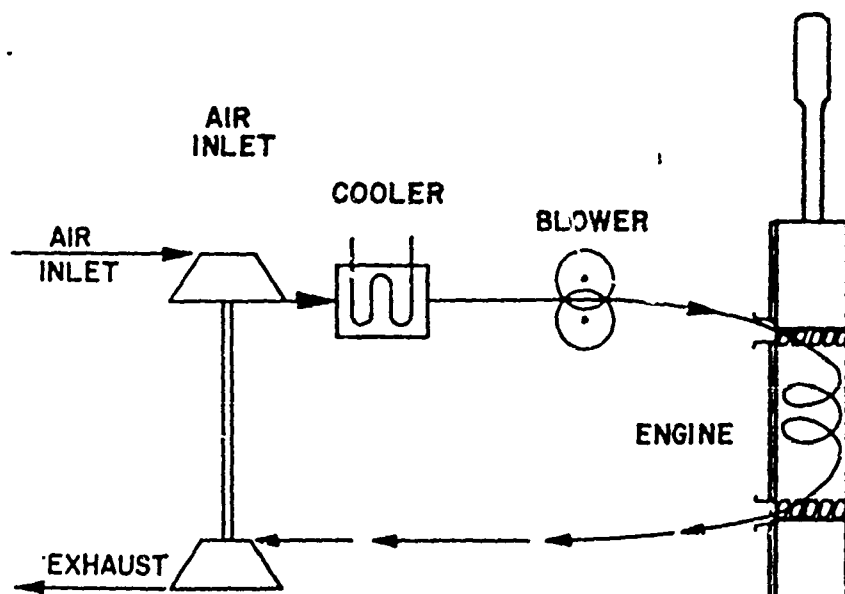 AIR
INLET
COOLER
BLOWER
AIR
INLET
ENGINE
EXHAUST